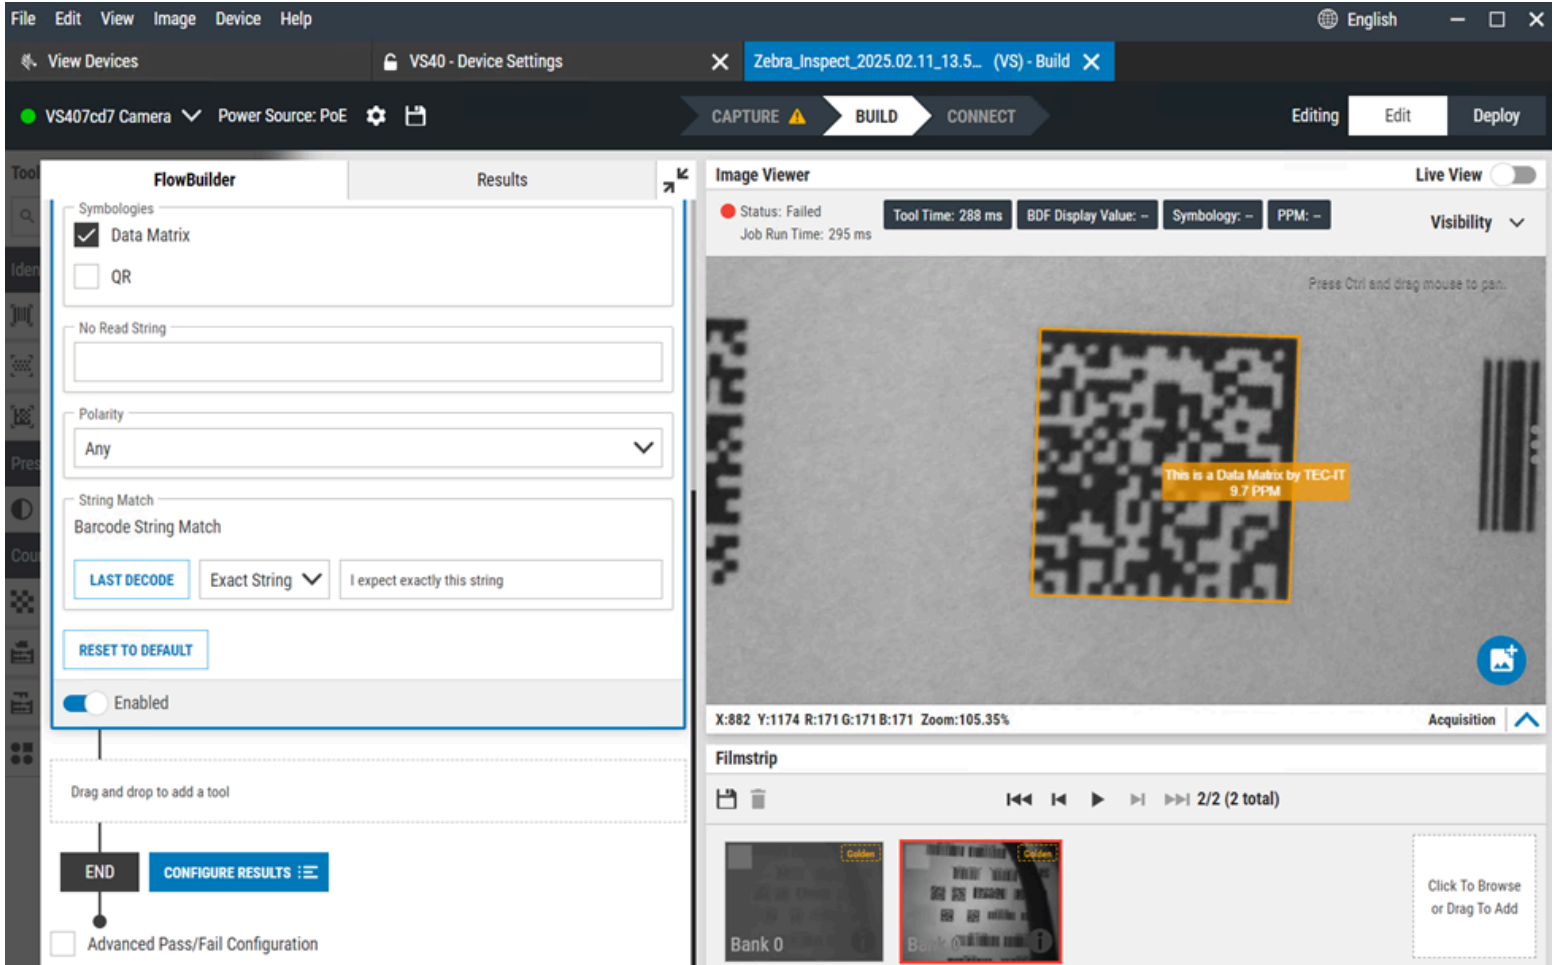 File Edit View Image Device Help
English
View Devices
VS40 - Device Settings
Zebra_Inspect_2025.02.11_13.5... (VS) - Build
VS407cd7 Camera
Power Source: PoE
CAPTURE
BUILD
CONNECT
Editing
Edit
Deploy
Tool
Iden
Pres
Cou
FlowBuilder
Results
Symbologies
Data Matrix
QR
No Read String
Polarity
Any
String Match
Barcode String Match
LAST DECODE
Exact String
I expect exactly this string
RESET TO DEFAULT
Enabled
Drag and drop to add a tool
END
CONFIGURE RESULTS
Advanced Pass/Fail Configuration
Image Viewer
Live View
Status: Failed
Job Run Time: 295 ms
Tool Time: 288 ms
BDF Display Value: --
Symbology: --
PPM: --
Visibility
Press Ctrl and drag mouse to pan.
This is a Data Matrix by TEC-IT
9.7 PPM
X:882 Y:1174 R:171 G:171 B:171 Zoom:105.35%
Acquisition
Filmstrip
2/2 (2 total)
Golden
Bank 0
Golden
Bank 0
Click To Browse
or Drag To Add